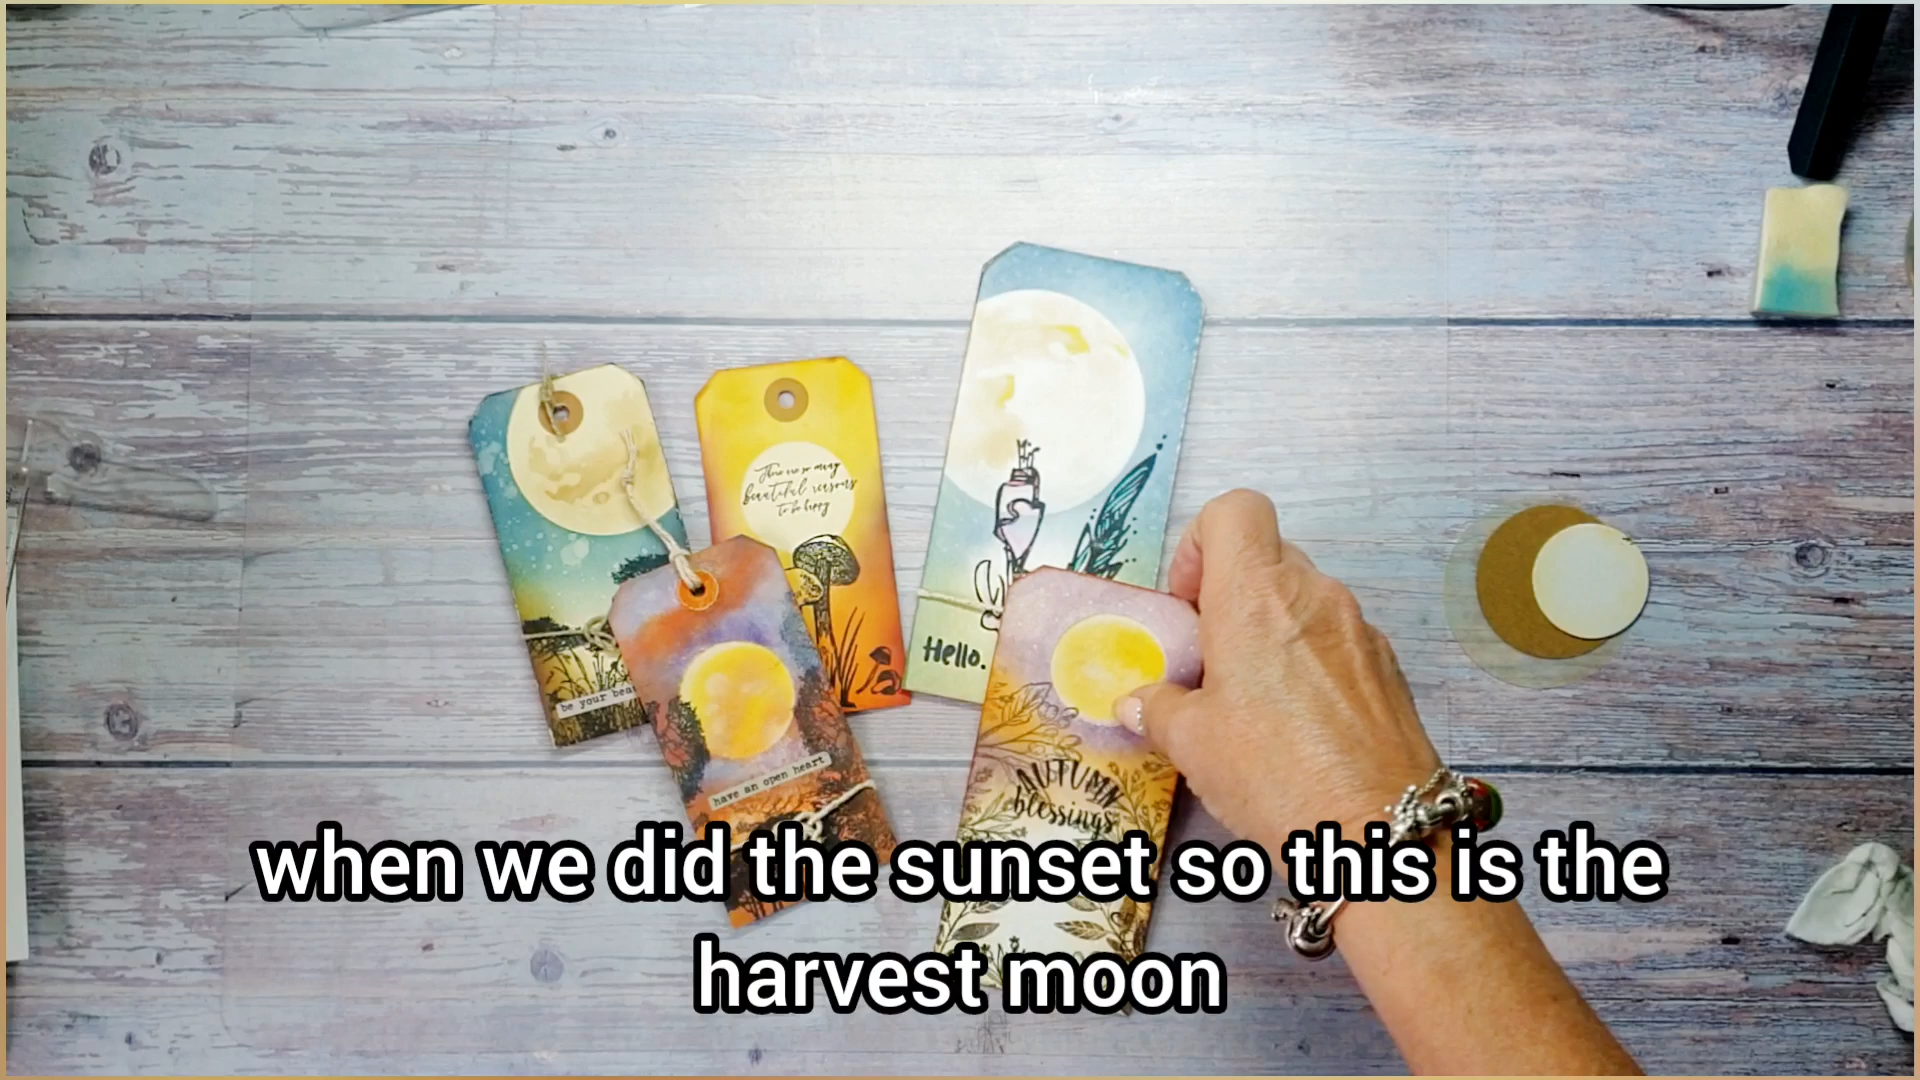 There are so many
beautiful reasons
to be happy
Hello.
be your beau
have an open heart
AUTUMN
blessings
when we did the sunset so this is the
harvest moon